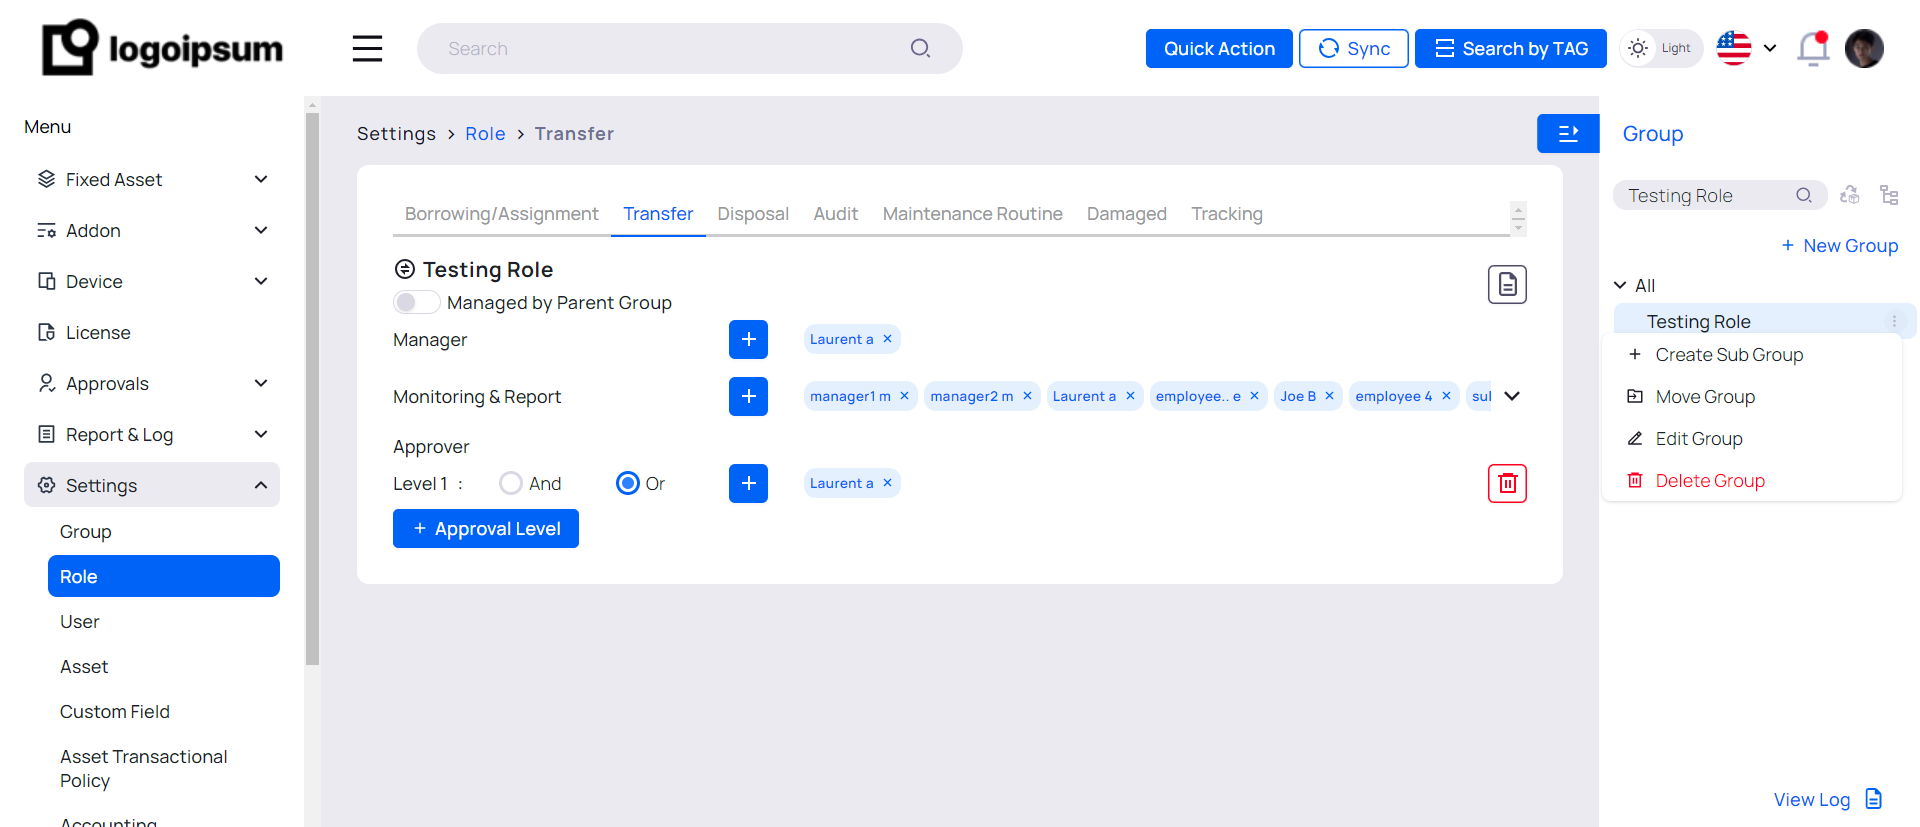 logoipsum
Search
Quick Action
Sync
Search by TAG
Light
Menu
Fixed Asset
Addon
Device
License
Approvals
Report & Log
Settings
Group
Role
User
Asset
Custom Field
Asset Transactional
Policy
Accounting
Settings > Role > Transfer
Borrowing/Assignment Transfer Disposal Audit Maintenance Routine Damaged Tracking
Testing Role
Managed by Parent Group
Manager + Laurent a ×
Monitoring & Report + manager1 m × manager2 m × Laurent a × employee.. e × Joe B × employee 4 × sul
Approver
Level 1 : And Or + Laurent a ×
+ Approval Level
Group
Testing Role
+ New Group
All
Testing Role
+ Create Sub Group
Move Group
Edit Group
Delete Group
View Log